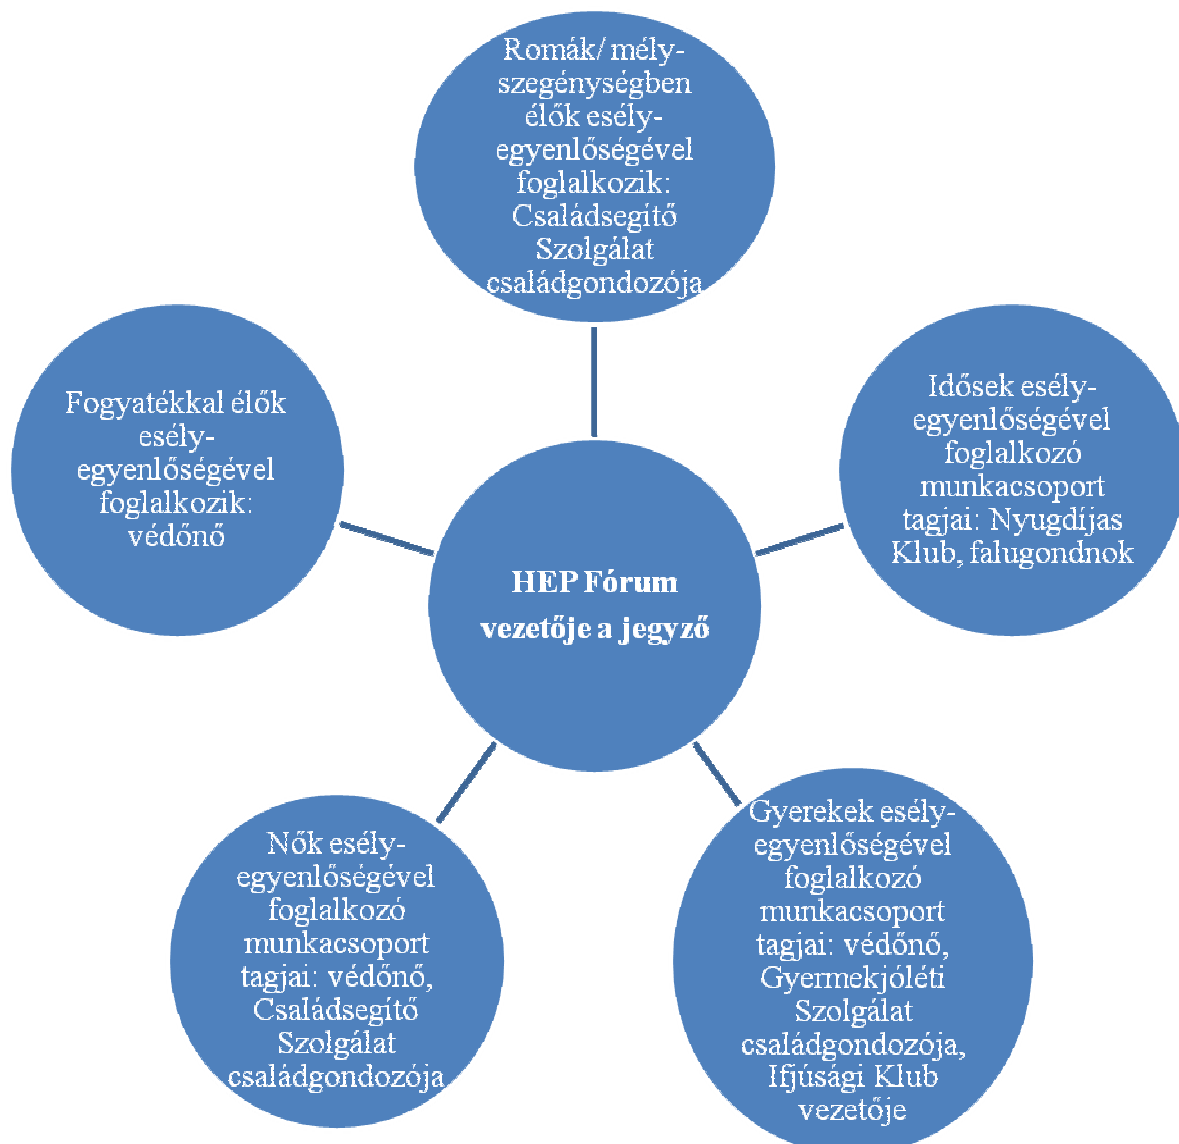 Romák/ mély-
szegénységben
élők esély-
egyenlőségével
foglalkozik:
Családsegítő
Szolgálat
családgondozója
Idősek esély-
egyenlőségével
foglalkozó
munkacsoport
tagjai: Nyugdíjas
Klub, falugondnok
Gyerekek esély-
egyenlőségével
foglalkozó
munkacsoport
tagjai: védőnő,
Gyermekjóléti
Szolgálat
családgondozója,
Ifjúsági Klub
vezetője
Nők esély-
egyenlőségével
foglalkozó
munkacsoport
tagjai: védőnő,
Családsegítő
Szolgálat
családgondozója
Fogyatékkal élők
esély-
egyenlőségével
foglalkozik:
védőnő
HEP Fórum
vezetője a jegyző